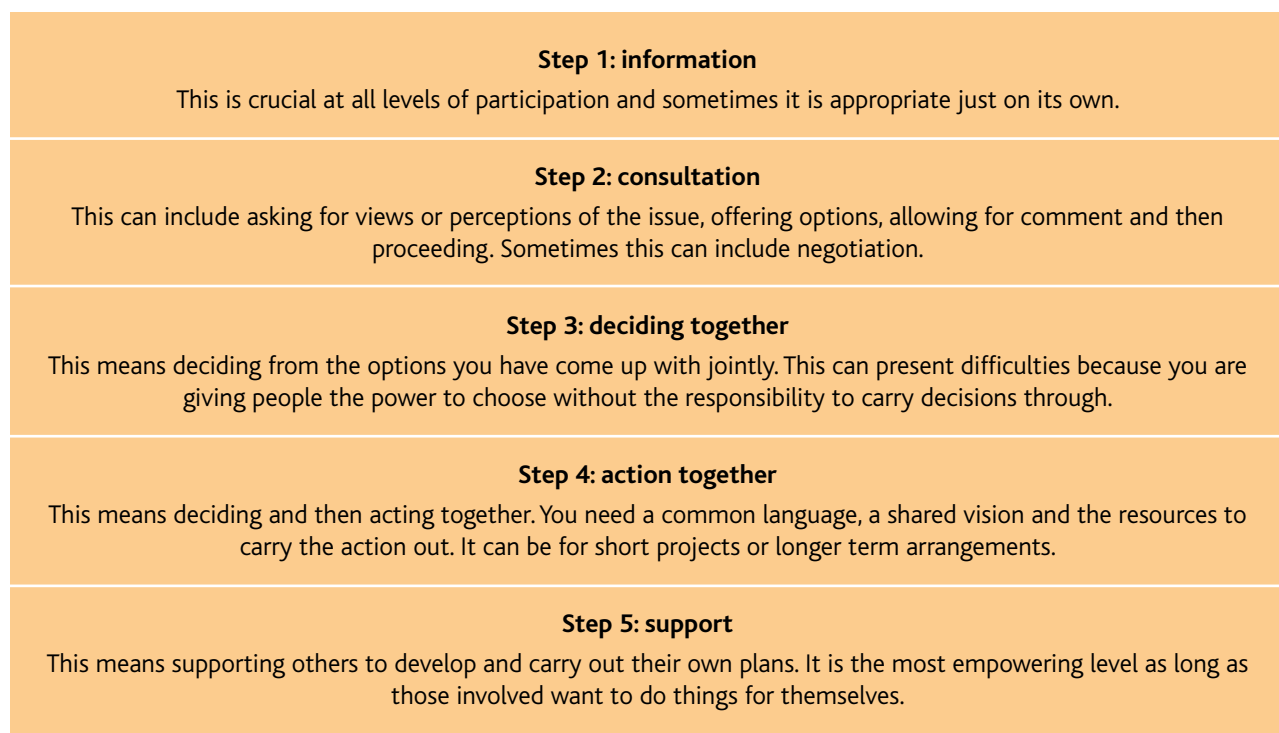 Step 1: information
This is crucial at all levels of participation and sometimes it is appropriate just on its own.
Step 2: consultation
This can include asking for views or perceptions of the issue, offering options, allowing for comment and then
proceeding. Sometimes this can include negotiation.
Step 3: deciding together
This means deciding from the options you have come up with jointly. This can present difficulties because you are
giving people the power to choose without the responsibility to carry decisions through.
Step 4: action together
This means deciding and then acting together. You need a common language, a shared vision and the resources to
carry the action out. It can be for short projects or longer term arrangements.
Step 5: support
This means supporting others to develop and carry out their own plans. It is the most empowering level as long as
those involved want to do things for themselves.